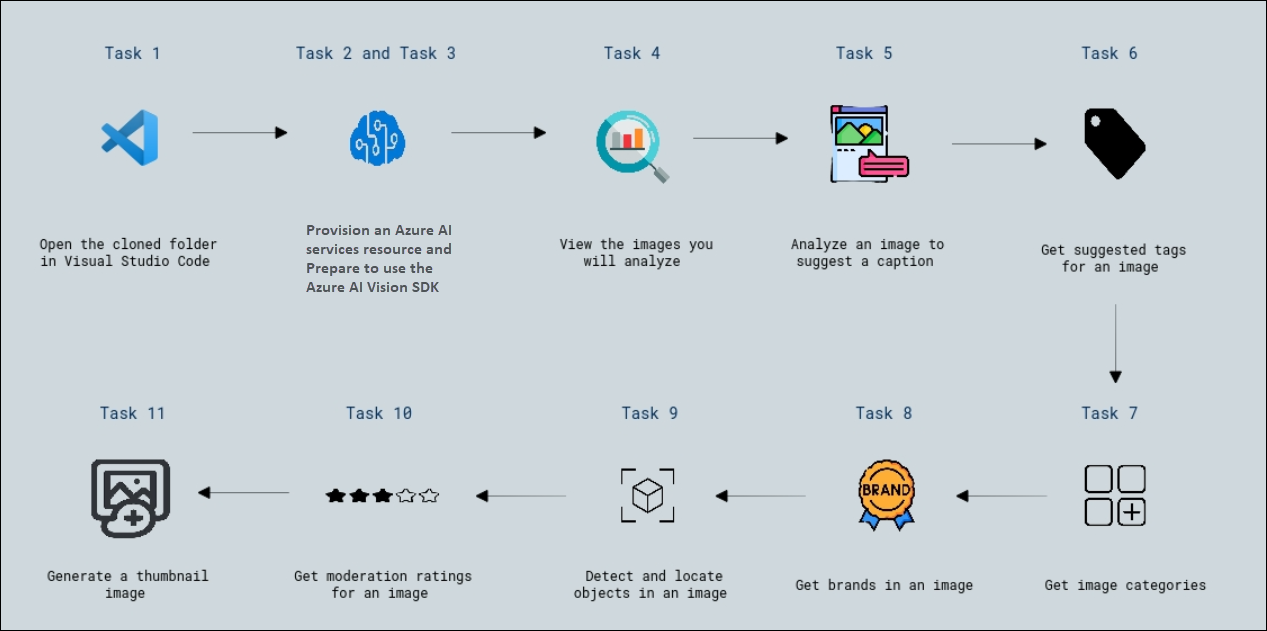 Task 1
Task 2 and Task 3
Task 4
Task 5
Task 6
Open the cloned folder
in Visual Studio Code
Provision an Azure AI
services resource and
Prepare to use the
Azure AI Vision SDK
View the images you
will analyze
Analyze an image to
suggest a caption
Get suggested tags
for an image
Task 7
Task 8
Task 9
Task 10
Task 11
BRAND
Get image categories
Get brands in an image
Detect and locate
objects in an image
Get moderation ratings
for an image
Generate a thumbnail
image